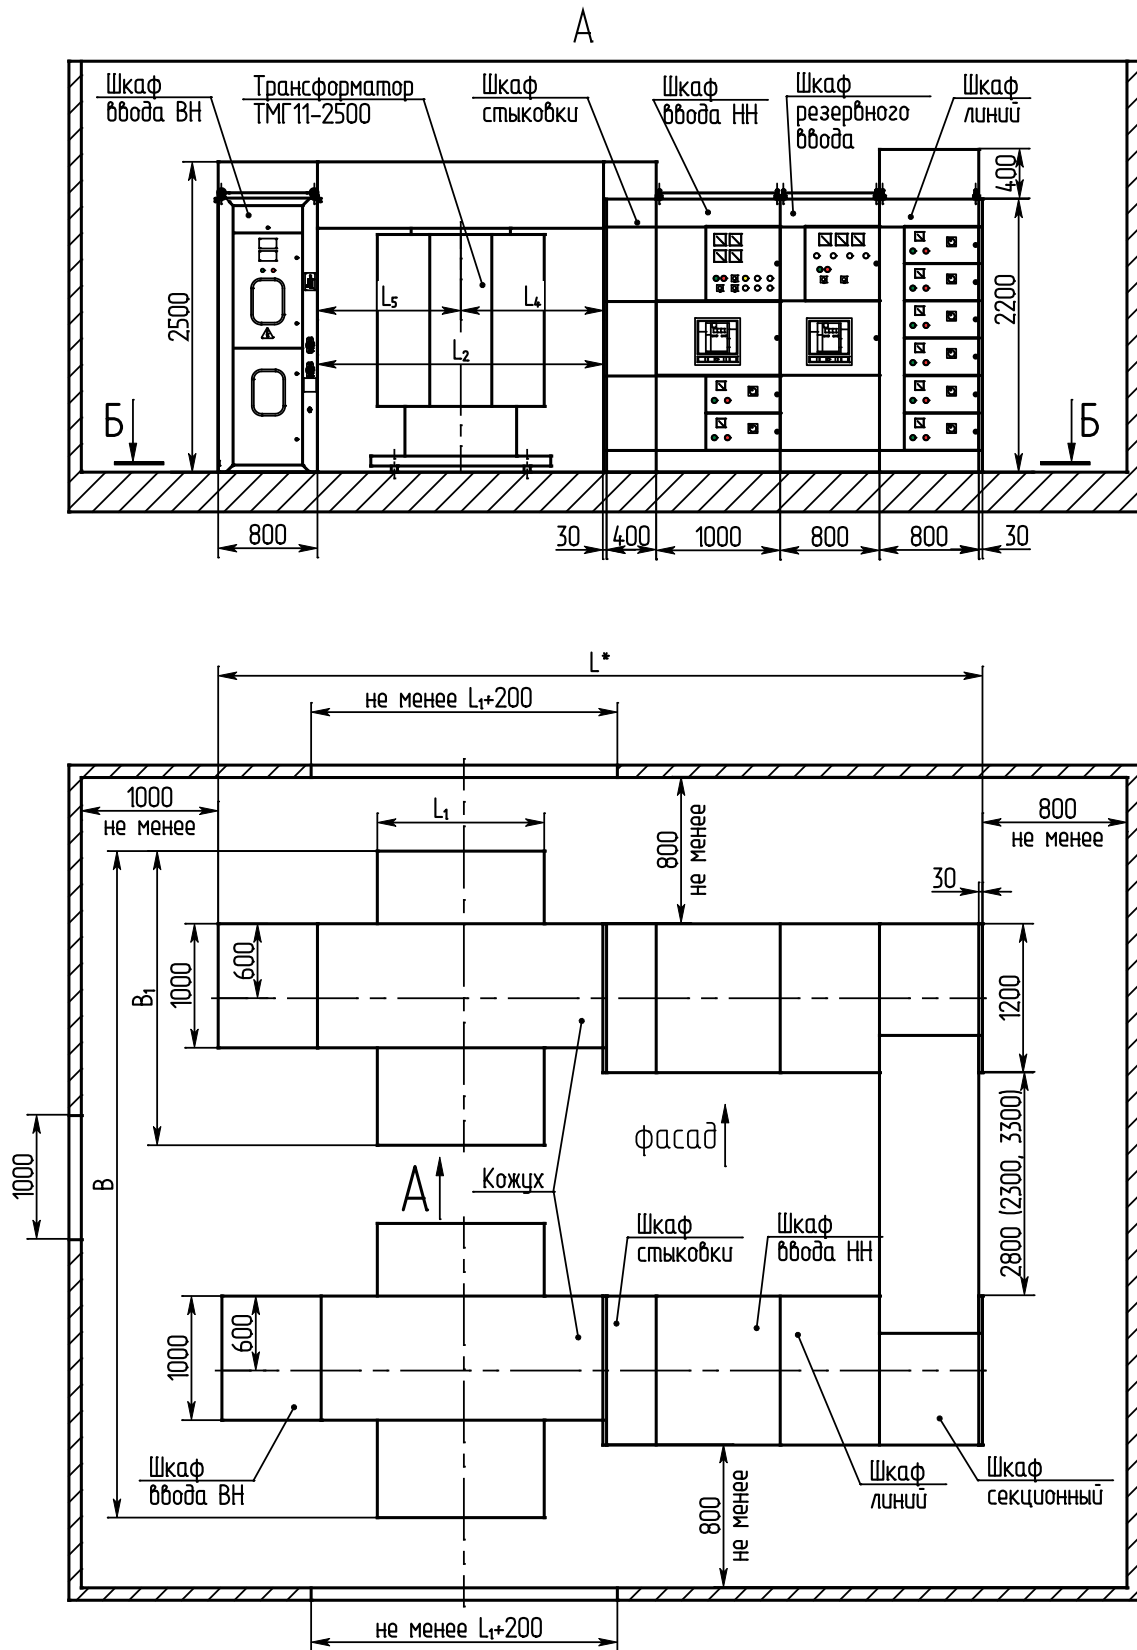 А
Шкаф
ввода ВН
Трансформатор
ТМГ11-2500
Шкаф
стыковки
Шкаф
ввода НН
Шкаф
резервного
ввода
Шкаф
линий
400
2500
L₅
L₄
L₂
2200
Б
Б
800
30
400
1000
800
800
30
L*
не менее L₁+200
1000
не менее
L₁
800
не менее
800
не менее
30
B₁
1000
600
1200
1000
B
А
фасад
Кожух
2800 (2300, 3300)
Шкаф
стыковки
Шкаф
ввода НН
1000
600
Шкаф
ввода ВН
800
не менее
Шкаф
линий
Шкаф
секционный
не менее L₁+200